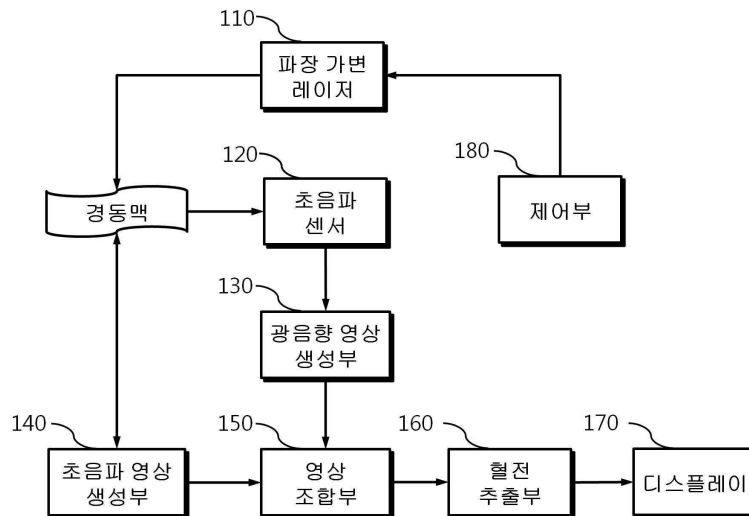 110
파장 가변
레이저
120
180
경동맥
초음파
센서
제어부
130
광음향 영상
생성부
140
150
160
170
초음파 영상
생성부
영상
조합부
혈전
추출부
디스플레이